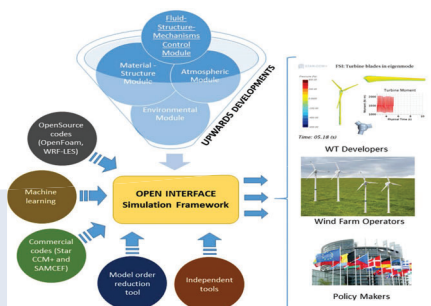 Fluid-
Structure-
Mechanisms
Control Module
Material -
Structure
Module
Atmospheric
Module
Environmental
Module
UPWARDS DEVELOPMENTS
OpenSource
codes
(OpenFoam,
WRF-LES)
Machine
learning
Commercial
codes (Star
CCM+ and
SAMCEF)
OPEN INTERFACE
Simulation Framework
Model order
reduction
tool
Independent
tools
FSI: Turbine blades in eigenmode
Turbine Moment
Physical Time (s)
Time: 05.18 (s)
WT Developers
Wind Farm Operators
Policy Makers